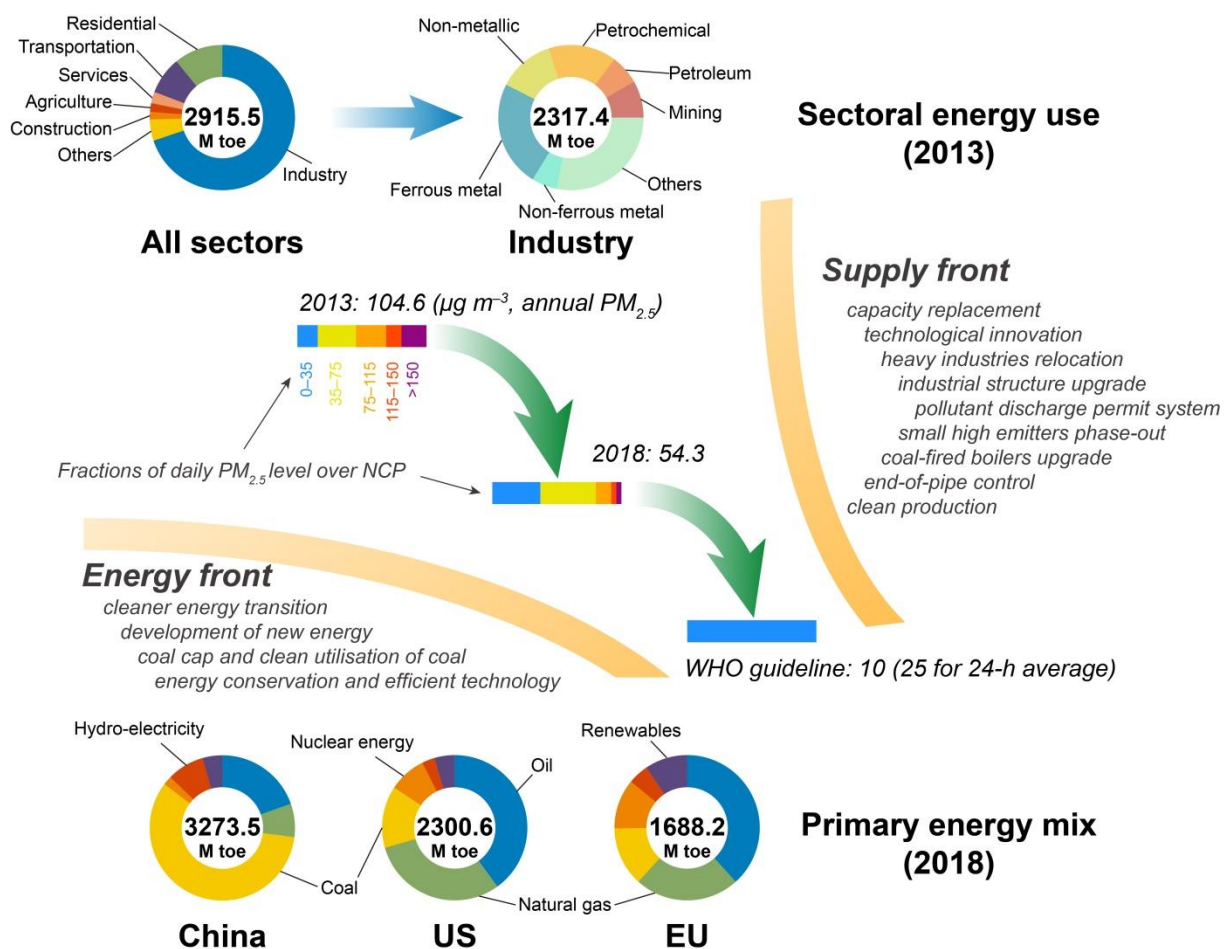 Residential
Transportation
Services
Agriculture
Construction
Others
2915.5
M toe
Industry
All sectors
Non-metallic
Petrochemical
Petroleum
Mining
2317.4
M toe
Others
Ferrous metal
Non-ferrous metal
Industry
Sectoral energy use
(2013)
2013: 104.6 (μg m⁻³, annual PM₂.₅)
0–35
35–75
75–115
115–150
>150
Fractions of daily PM₂.₅ level over NCP
2018: 54.3
WHO guideline: 10 (25 for 24-h average)
Supply front
capacity replacement
technological innovation
heavy industries relocation
industrial structure upgrade
pollutant discharge permit system
small high emitters phase-out
coal-fired boilers upgrade
end-of-pipe control
clean production
Energy front
cleaner energy transition
development of new energy
coal cap and clean utilisation of coal
energy conservation and efficient technology
Hydro-electricity
3273.5
M toe
Coal
China
Nuclear energy
Oil
2300.6
M toe
Natural gas
US
Renewables
1688.2
M toe
EU
Primary energy mix
(2018)